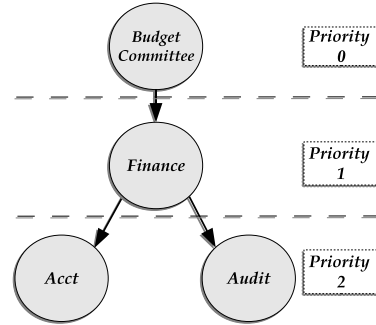 Budget
Committee
Priority
0
Finance
Priority
1
Acct
Audit
Priority
2